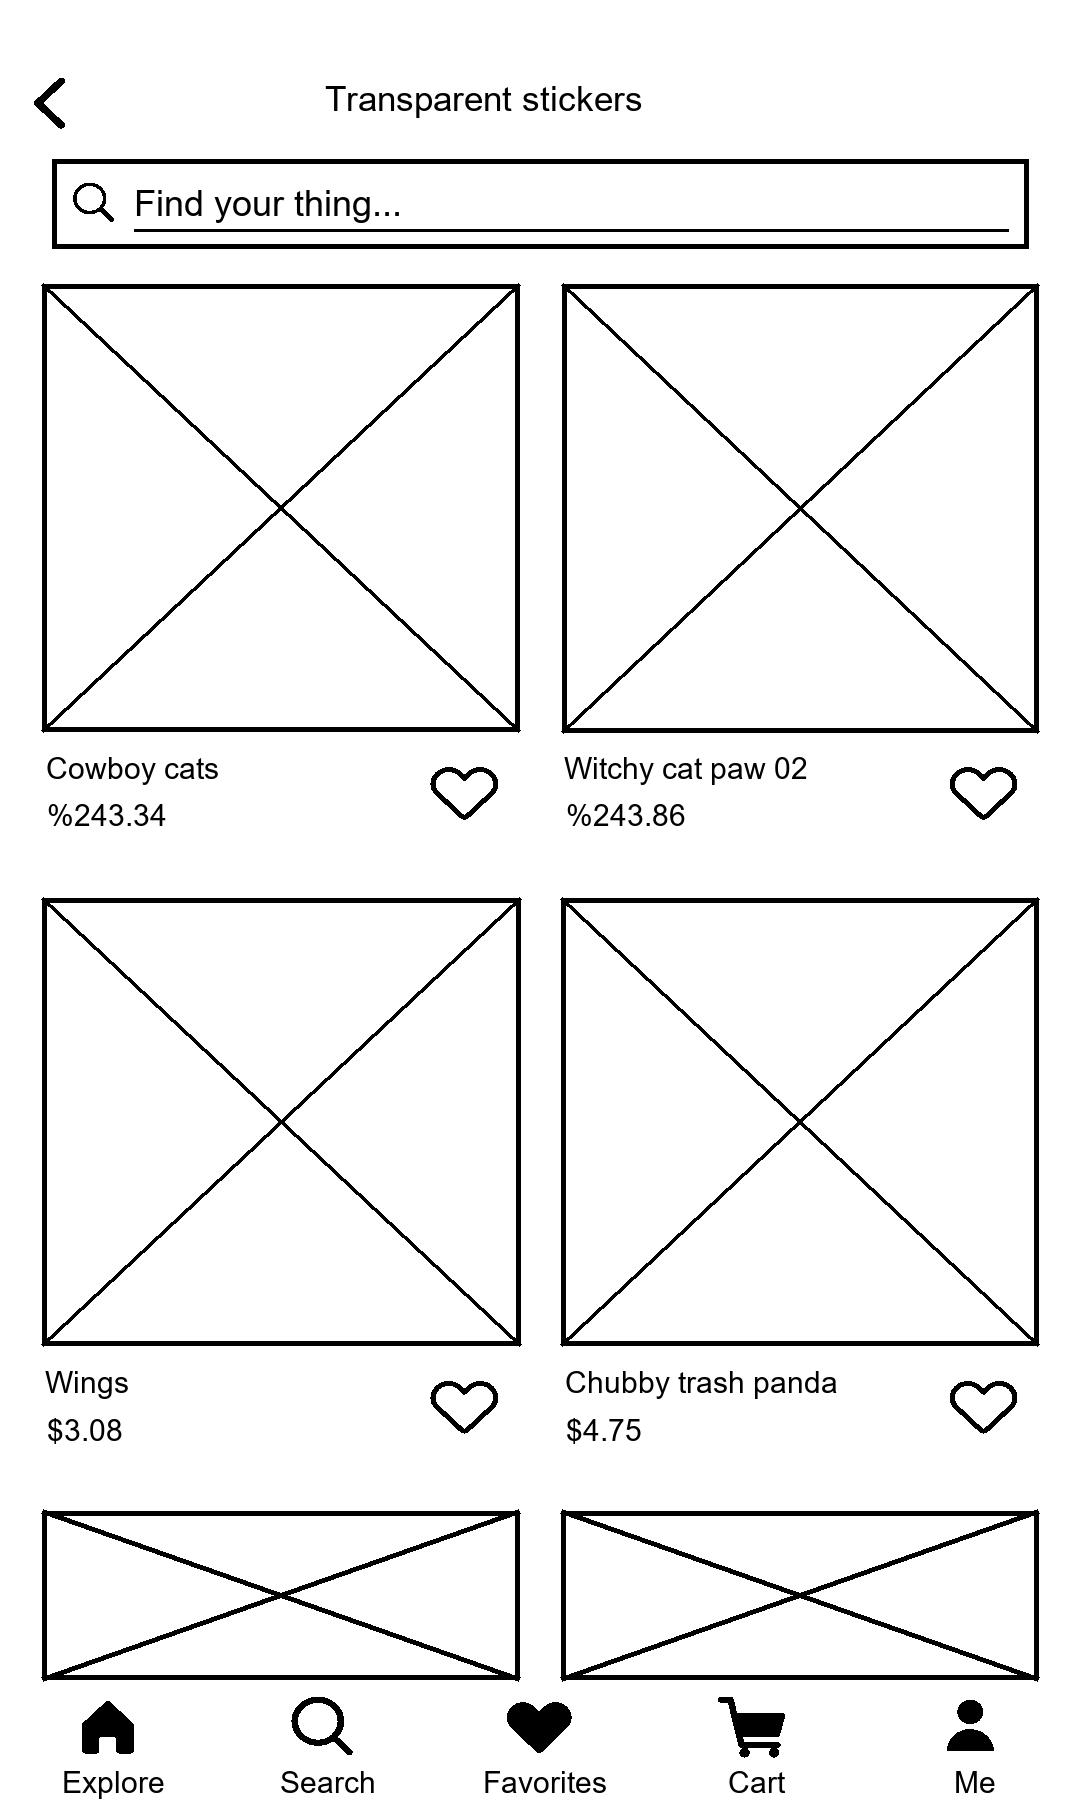 Transparent stickers
Find your thing...
Cowboy cats
%243.34
Witchy cat paw 02
%243.86
Wings
$3.08
Chubby trash panda
$4.75
Explore
Search
Favorites
Cart
Me